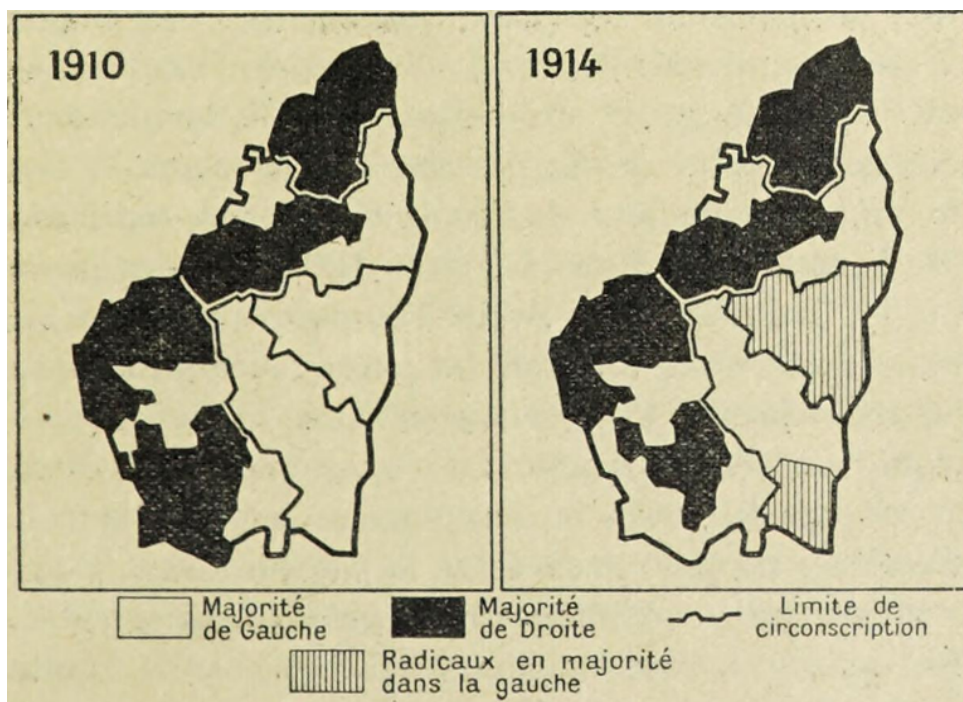 1910
1914
Majorité
de Gauche
Majorité
de Droite
Limite de
circonscription
Radicaux en majorité
dans la gauche